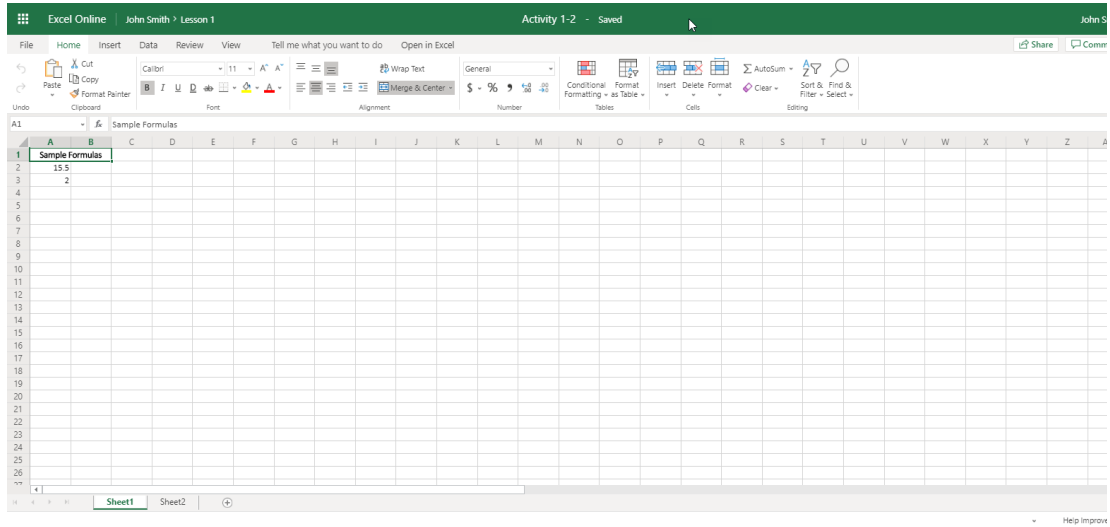 Excel Online John Smith > Lesson 1 Activity 1-2 - Saved John S
File Home Insert Data Review View Tell me what you want to do Open in Excel Share Comm
Cut Calibri 11 A A Wrap Text General AutoSum
Copy
Paste Format Painter B I U D ab A Merge & Center $ % Conditional Formatting Format as Table Insert Delete Format Clear Sort & Filter Find & Select
Undo Clipboard Font Alignment Number Tables Cells Editing
A1 fx Sample Formulas
A B C D E F G H I J K L M N O P Q R S T U V W X Y Z A
1 Sample Formulas
2 15.5
3 2
4
5
6
7
8
9
10
11
12
13
14
15
16
17
18
19
20
21
22
23
24
25
26
27
Sheet1 Sheet2
Help Improve